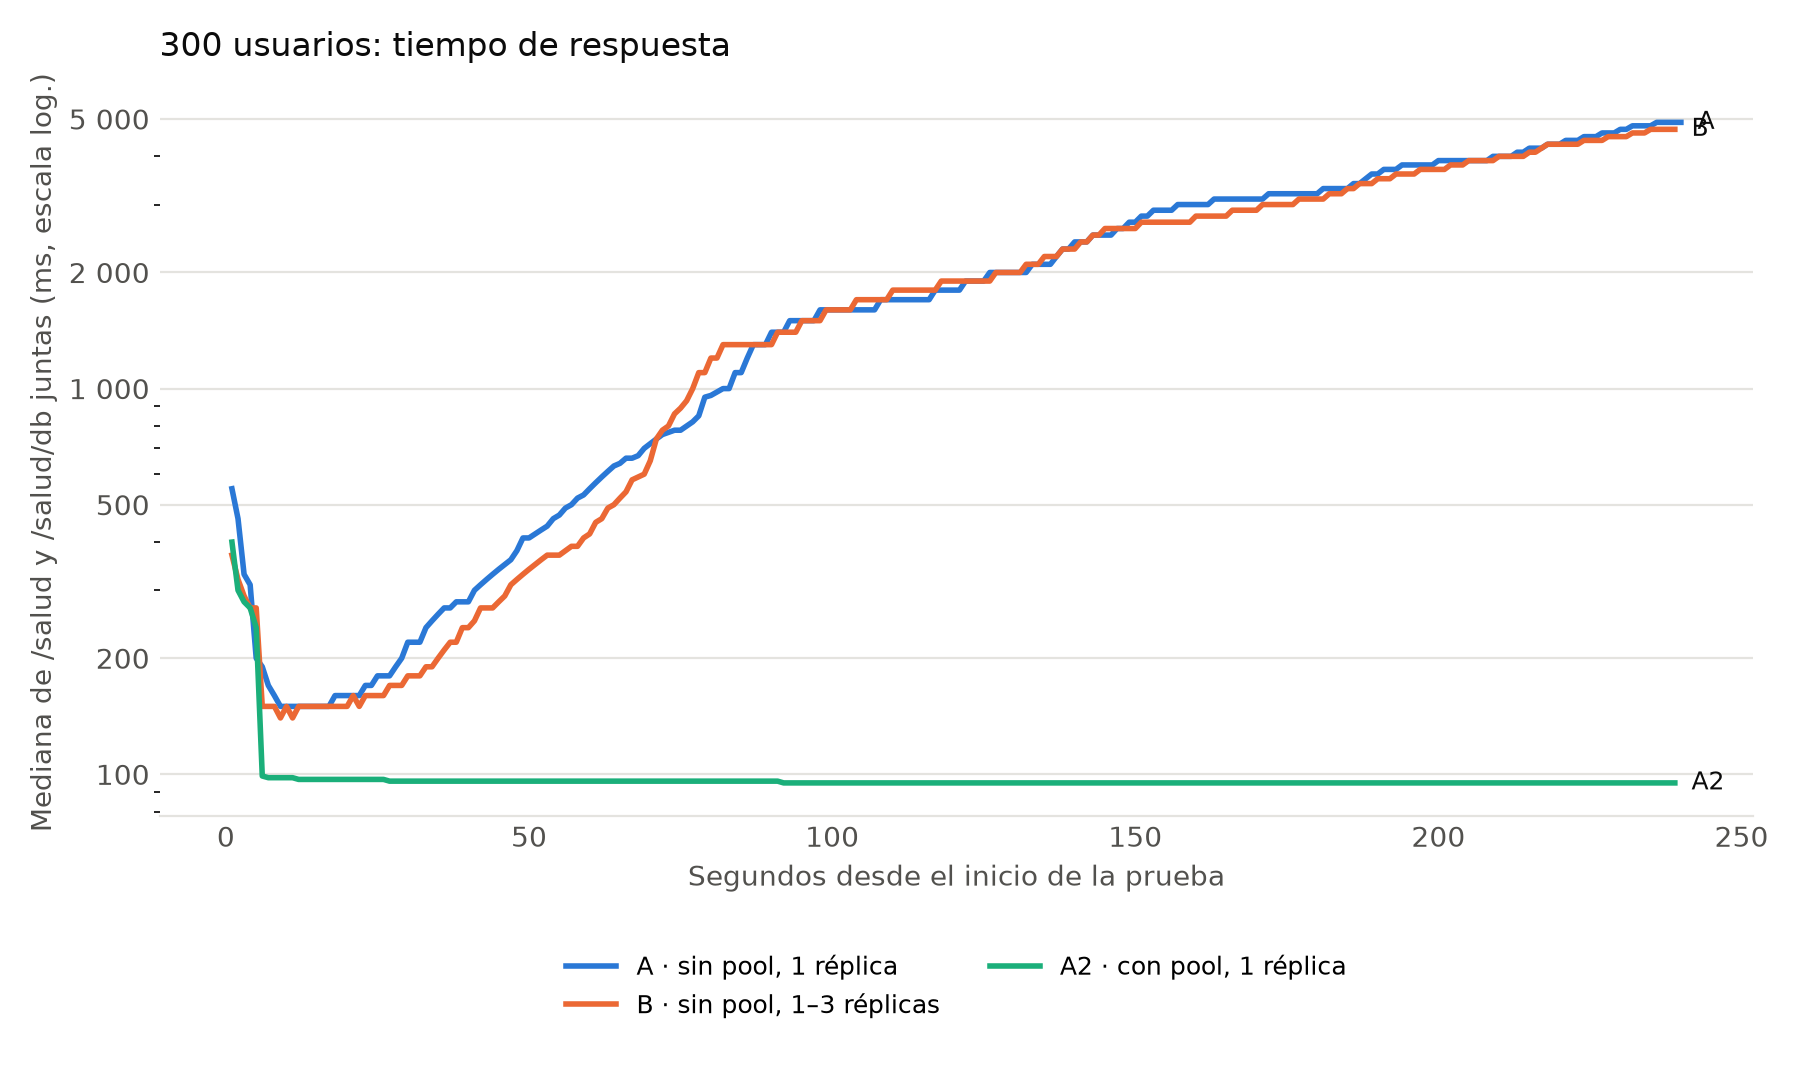 300 usuarios: tiempo de respuesta
Mediana de /salud y /salud/db juntas (ms, escala log.)
5 000
2 000
1 000
500
200
100
A
B
A2
0 50 100 150 200 250
Segundos desde el inicio de la prueba
A · sin pool, 1 réplica
A2 · con pool, 1 réplica
B · sin pool, 1–3 réplicas